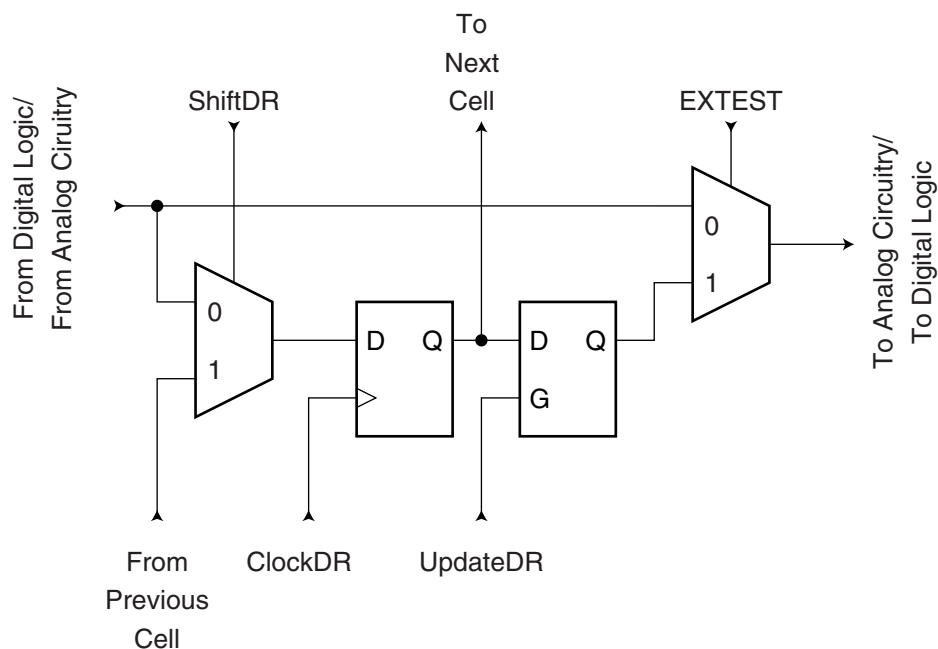 To
Next
Cell
ShiftDR
EXTEST
From Digital Logic/
From Analog Ciruitry
To Analog Circuitry/
To Digital Logic
0
1
0
1
D Q
D Q
G
From
Previous
Cell
ClockDR
UpdateDR